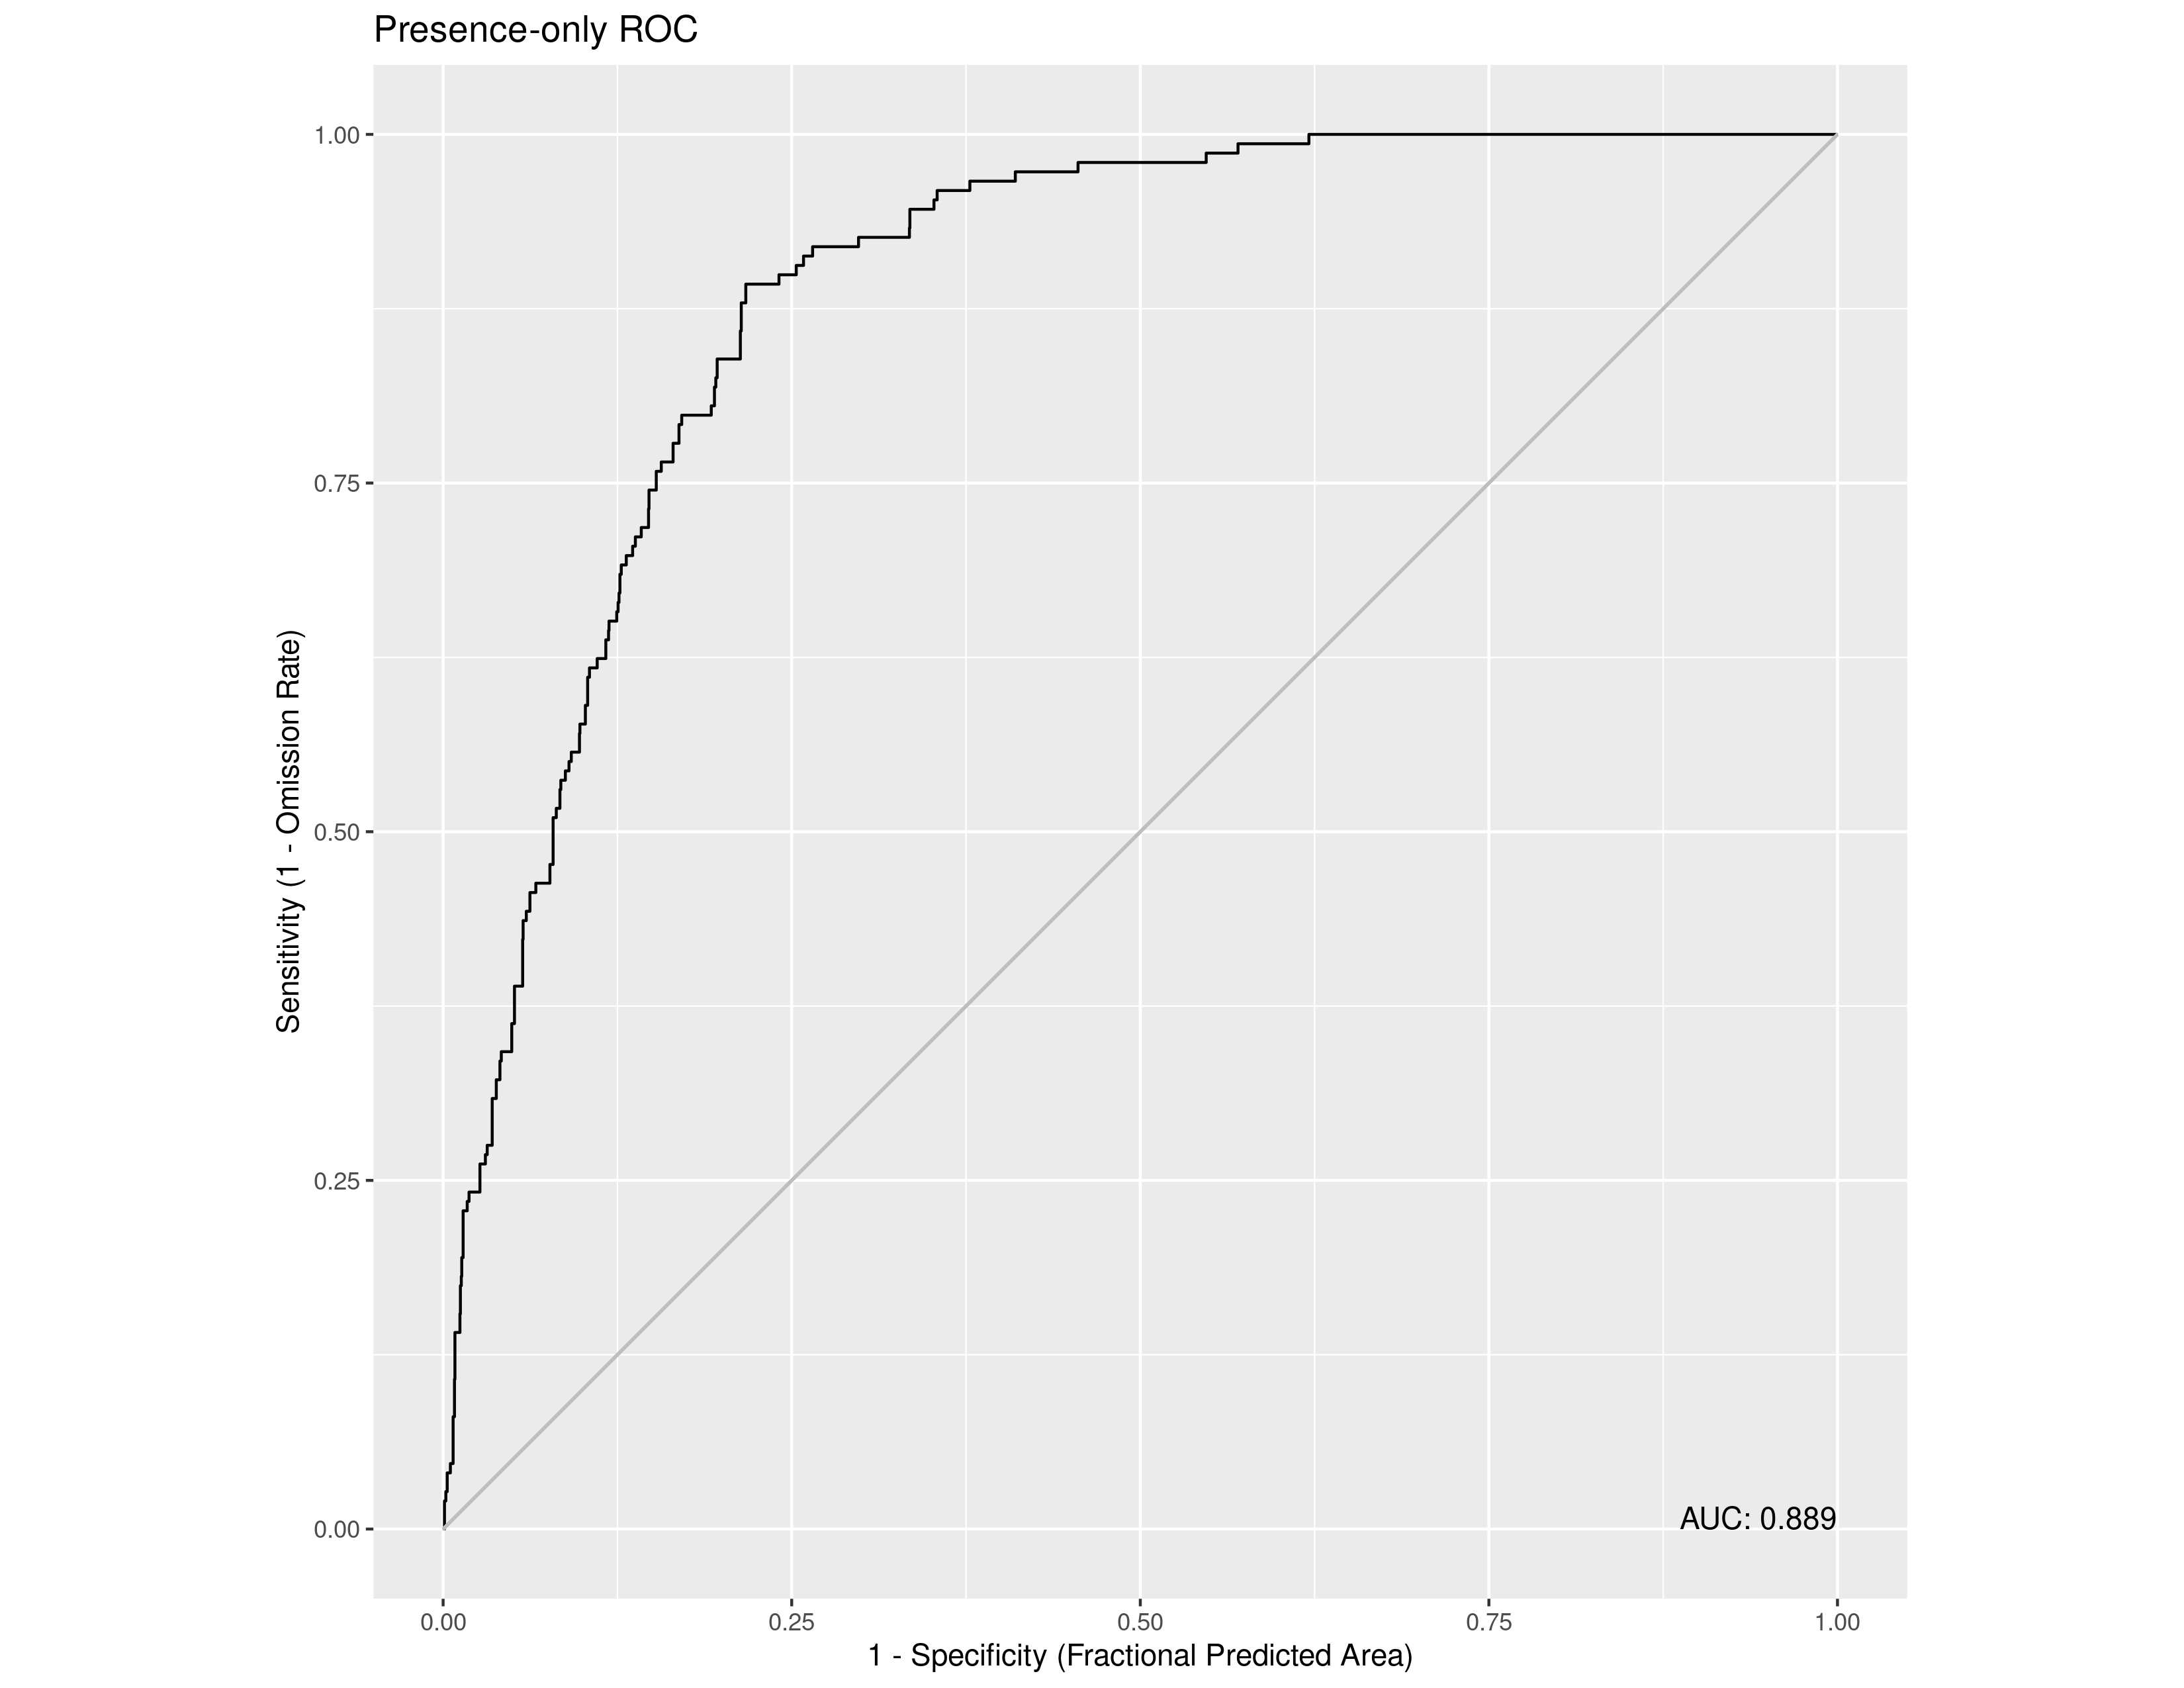 Presence-only ROC
1.00
0.75
0.50
0.25
0.00
Sensitivity (1 - Omission Rate)
AUC: 0.889
0.00
0.25
0.50
0.75
1.00
1 - Specificity (Fractional Predicted Area)